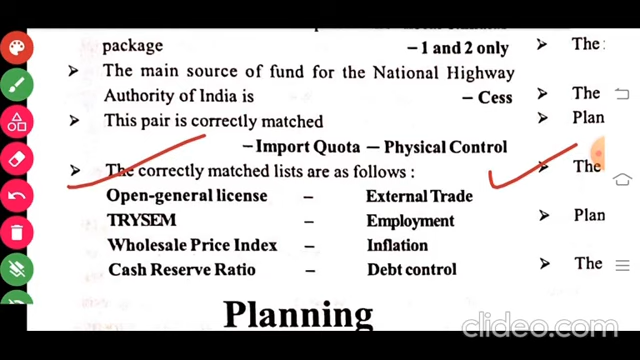 package
– 1 and 2 only
➤ The main source of fund for the National Highway
Authority of India is – Cess
➤ This pair is correctly matched
– Import Quota – Physical Control
➤ The correctly matched lists are as follows :
Open-general license – External Trade
TRYSEM – Employment
Wholesale Price Index – Inflation
Cash Reserve Ratio – Debt control
Planning
➤ The
➤ The
➤ Plan
➤ The
➤ Plan
➤ The
clideo.com